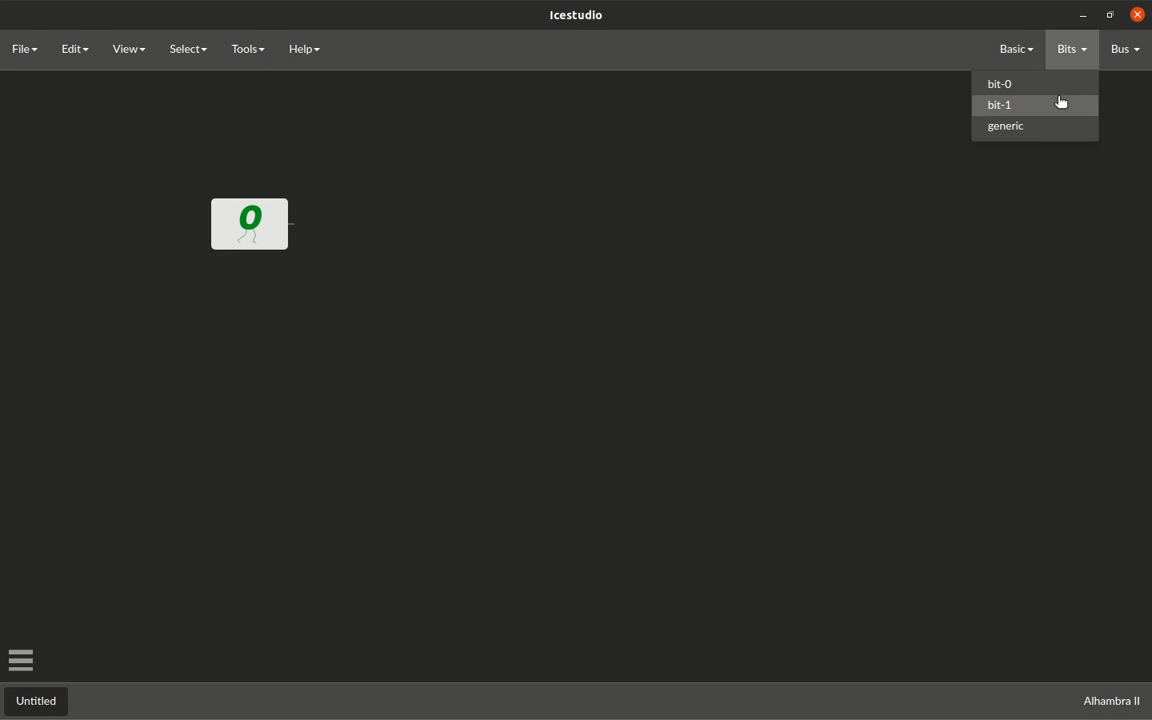 Icestudio
File Edit View Select Tools Help Basic Bits Bus
bit-0
bit-1
generic
0
Untitled Alhambra II